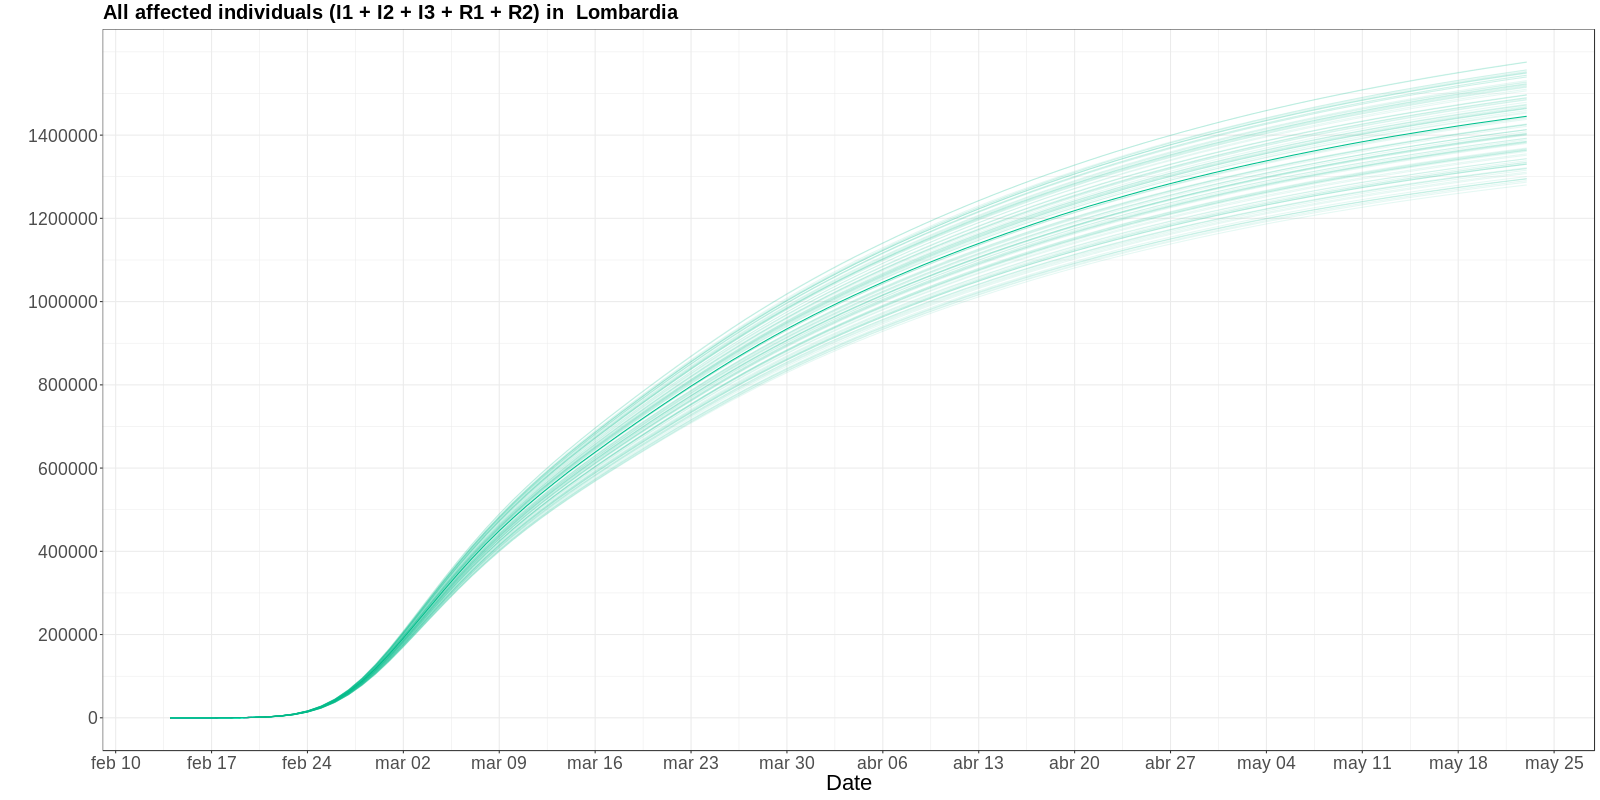 All affected individuals (I1 + I2 + I3 + R1 + R2) in  Lombardia
1400000
1200000
1000000
800000
600000
400000
200000
0
feb 10 feb 17 feb 24 mar 02 mar 09 mar 16 mar 23 mar 30 abr 06 abr 13 abr 20 abr 27 may 04 may 11 may 18 may 25
Date